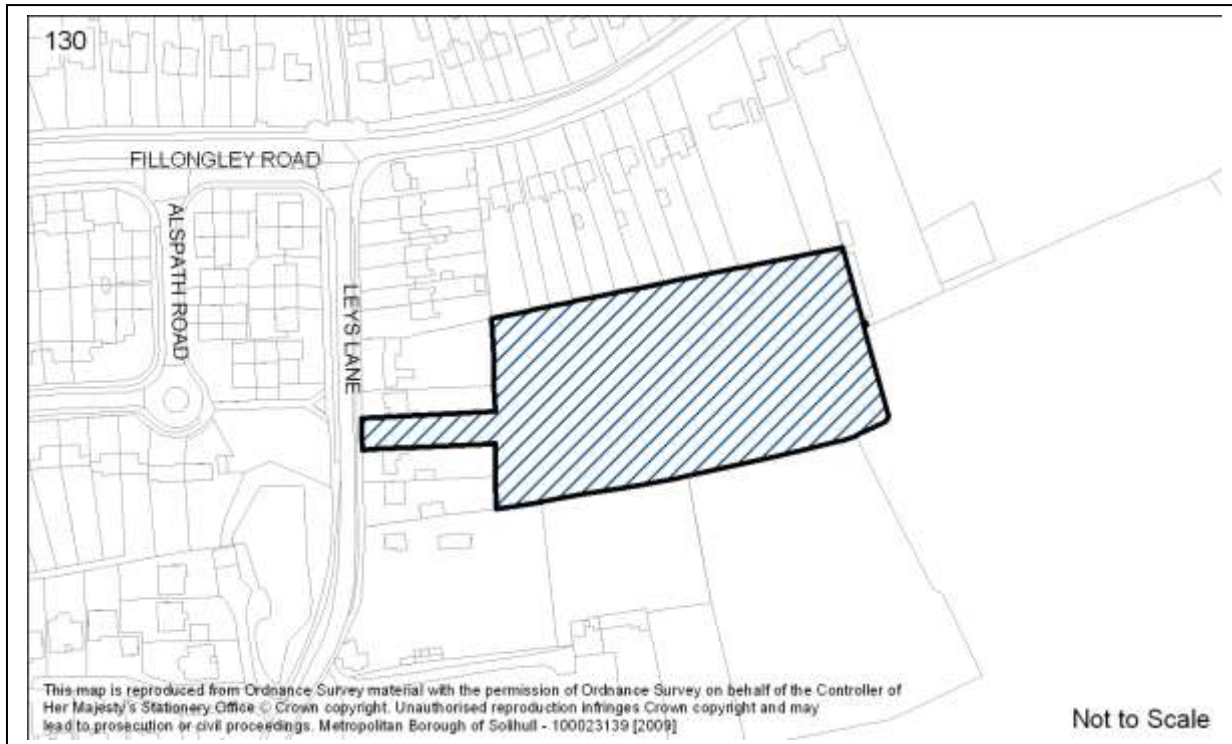 130
FILLONGLEY ROAD
ALSPATH ROAD
LEYS LANE
This map is reproduced from Ordnance Survey material with the permission of Ordnance Survey on behalf of the Controller of
Her Majesty's Stationery Office © Crown copyright. Unauthorised reproduction infringes Crown copyright and may
lead to prosecution or civil proceedings. Metropolitan Borough of Solihull - 100023139 [2009]
Not to Scale